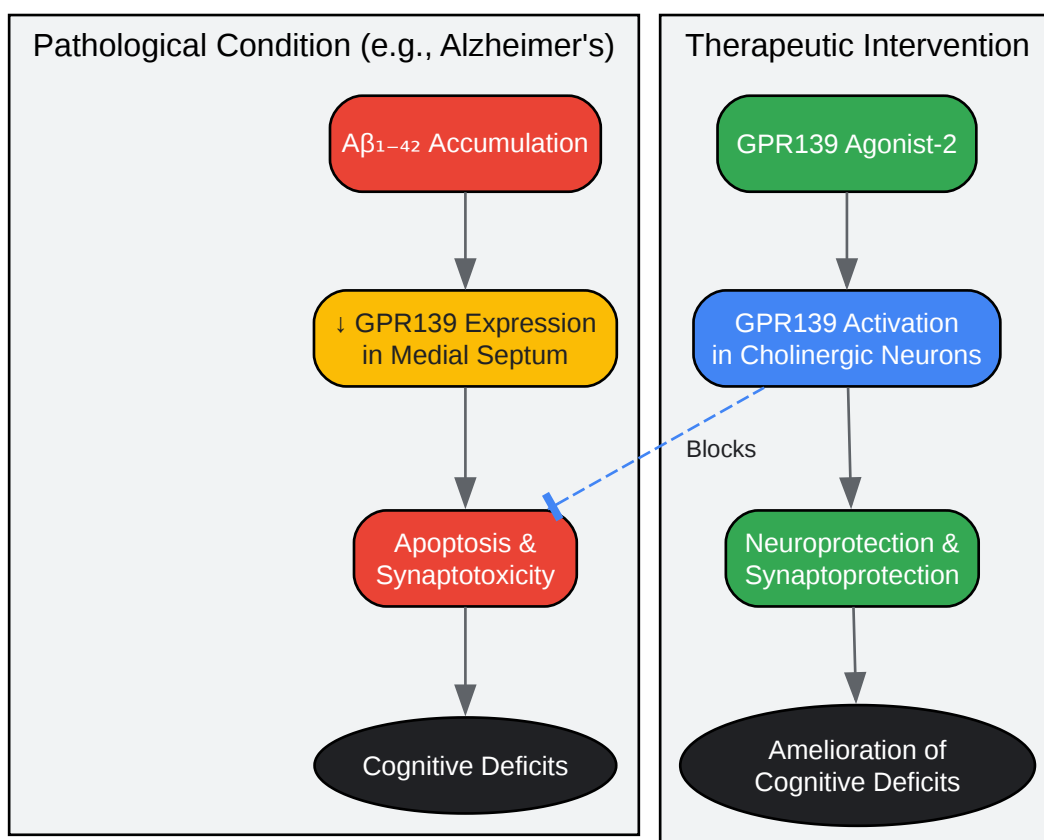 Pathological Condition (e.g., Alzheimer's)
Aβ₁₋₄₂ Accumulation
↓ GPR139 Expression
in Medial Septum
Apoptosis &
Synaptotoxicity
Cognitive Deficits
Therapeutic Intervention
GPR139 Agonist-2
GPR139 Activation
in Cholinergic Neurons
Blocks
Neuroprotection &
Synaptoprotection
Amelioration of
Cognitive Deficits